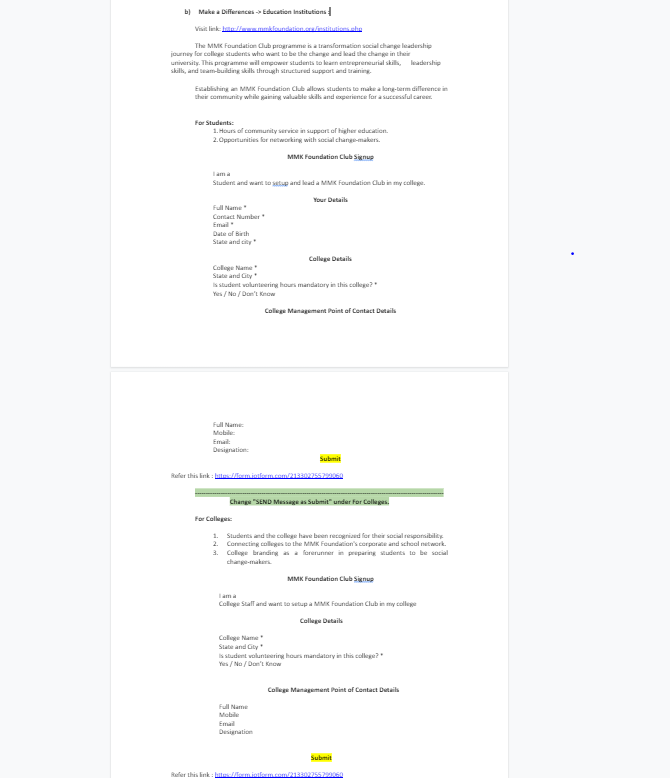 b) Make a Differences -> Education Institutions :
Visit link: http://www.mmkfoundation.org/institutions.php
The MMK Foundation Club programme is a transformation social change leadership
journey for college students who want to be the change and lead the change in their
university. This programme will empower students to learn entrepreneurial skills, leadership
skills, and team-building skills through structured support and training.
Establishing an MMK Foundation Club allows students to make a long-term difference in
their community while gaining valuable skills and experience for a successful career.
For Students:
1. Hours of community service in support of higher education.
2. Opportunities for networking with social change-makers.
MMK Foundation Club Signup
I am a
Student and want to setup and lead a MMK Foundation Club in my college.
Your Details
Full Name *
Contact Number *
Email *
Date of Birth
State and city *
College Details
College Name *
State and City *
Is student volunteering hours mandatory in this college? *
Yes / No / Don't Know
College Management Point of Contact Details
Full Name:
Mobile:
Email:
Designation:
Submit
Refer this link : https://form.jotform.com/213302755799060
Change "SEND Message as Submit" under For Colleges.
For Colleges:
1. Students and the college have been recognized for their social responsibility.
2. Connecting colleges to the MMK Foundation's corporate and school network.
3. College branding as a forerunner in preparing students to be social
change-makers.
MMK Foundation Club Signup
I am a
College Staff and want to setup a MMK Foundation Club in my college
College Details
College Name *
State and City *
Is student volunteering hours mandatory in this college? *
Yes / No / Don't Know
College Management Point of Contact Details
Full Name
Mobile
Email
Designation
Submit
Refer this link : https://form.jotform.com/213302755799060